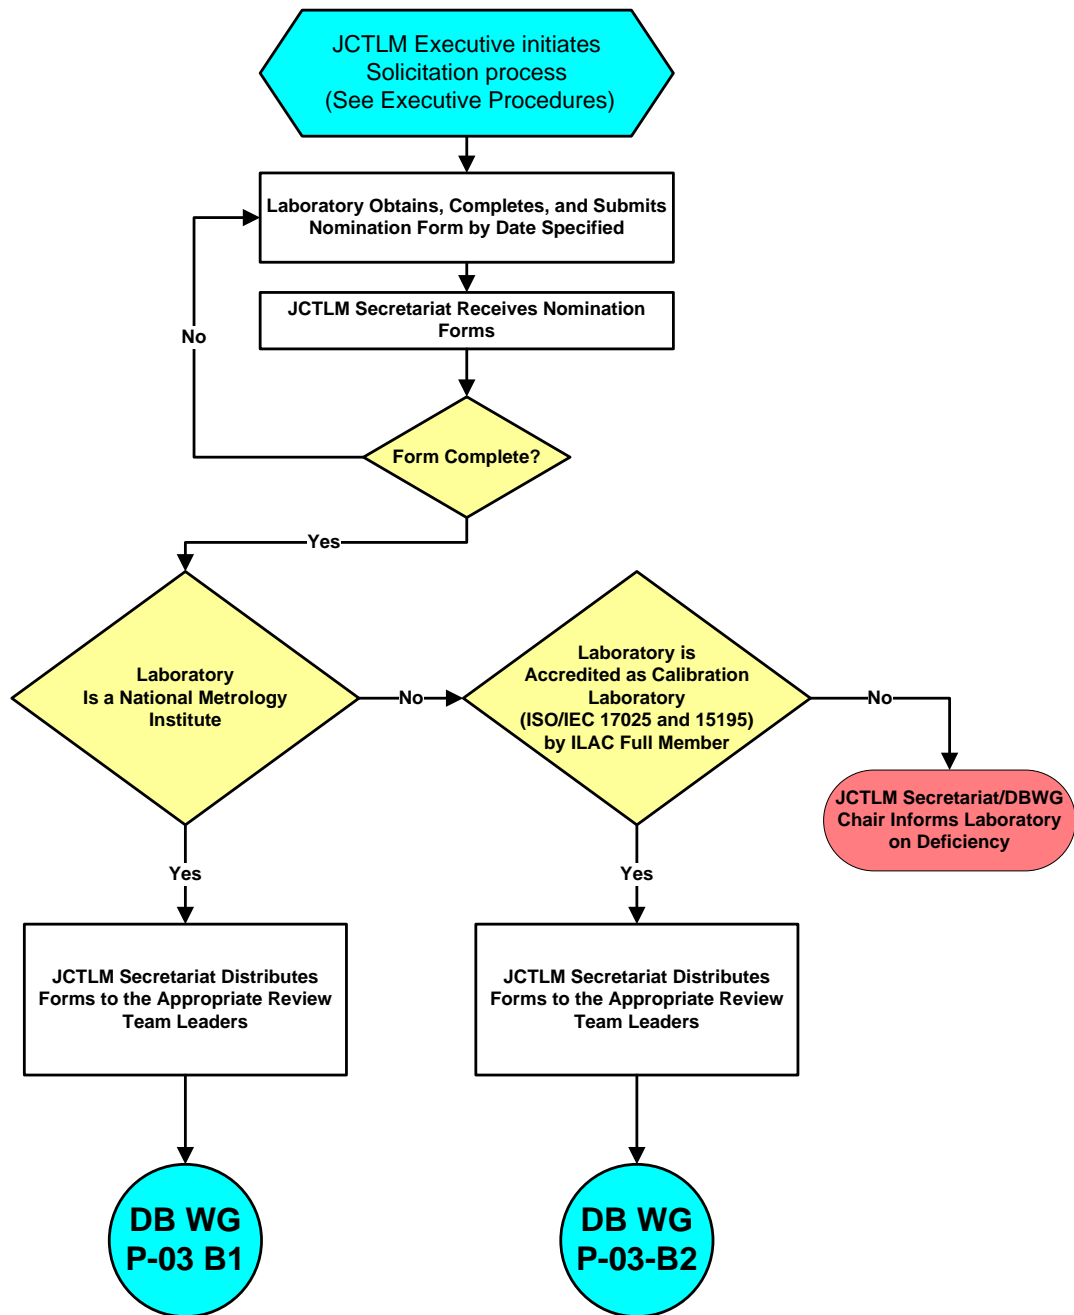 JCTLM Executive initiates
Solicitation process
(See Executive Procedures)
Laboratory Obtains, Completes, and Submits
Nomination Form by Date Specified
JCTLM Secretariat Receives Nomination
Forms
No
Form Complete?
Yes
Laboratory
Is a National Metrology
Institute
No
Laboratory is
Accredited as Calibration
Laboratory
(ISO/IEC 17025 and 15195)
by ILAC Full Member
No
JCTLM Secretariat/DBWG
Chair Informs Laboratory
on Deficiency
Yes
Yes
JCTLM Secretariat Distributes
Forms to the Appropriate Review
Team Leaders
JCTLM Secretariat Distributes
Forms to the Appropriate Review
Team Leaders
DB WG
P-03 B1
DB WG
P-03-B2